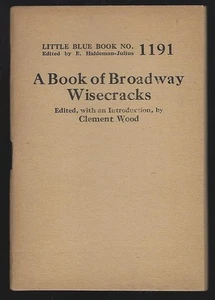 LITTLE BLUE BOOK NO. 1191
Edited by E. Haldeman-Julius
A Book of Broadway
Wisecracks
Edited, with an Introduction, by
Clement Wood